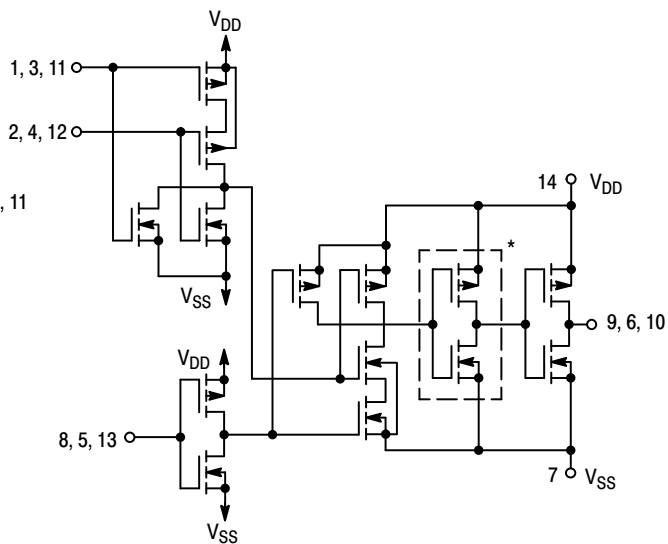 VDD
1, 3, 11
2, 4, 12
, 11
14 VDD
*
VSS
9, 6, 10
VDD
8, 5, 13
7 VSS
VSS